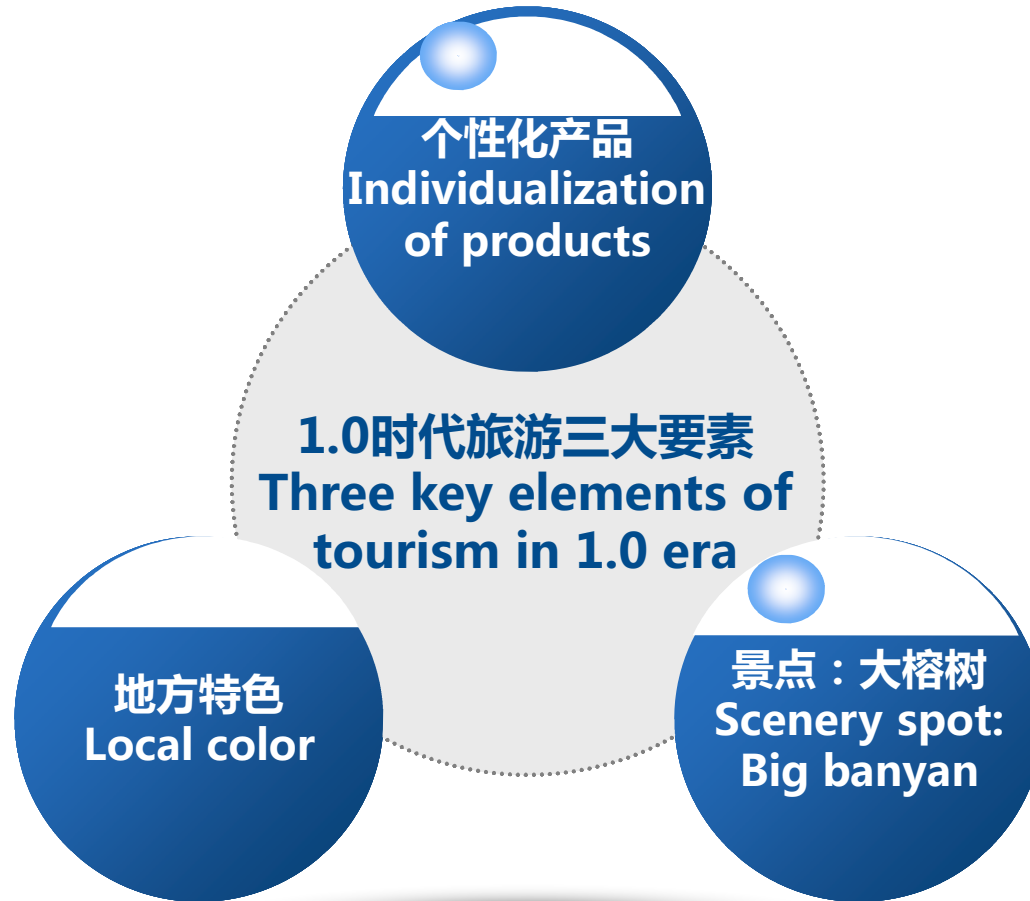 个性化产品
Individualization
of products
1.0时代旅游三大要素
Three key elements of
tourism in 1.0 era
地方特色
Local color
景点：大榕树
Scenery spot:
Big banyan